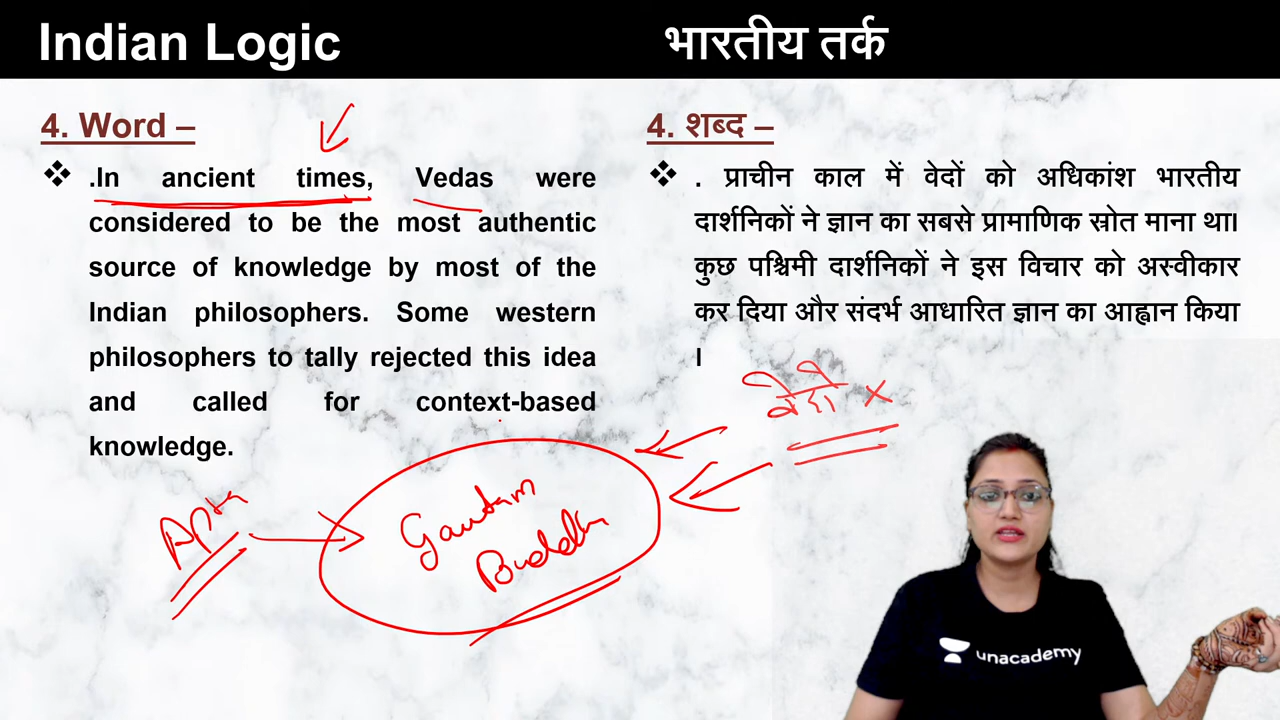 Indian Logic
भारतीय तर्क
4. Word –
❖ .In ancient times, Vedas were
considered to be the most authentic
source of knowledge by most of the
Indian philosophers. Some western
philosophers to tally rejected this idea
and called for context-based
knowledge.
4. शब्द –
❖ . प्राचीन काल में वेदों को अधिकांश भारतीय
दार्शनिकों ने ज्ञान का सबसे प्रामाणिक स्रोत माना था।
कुछ पश्चिमी दार्शनिकों ने इस विचार को अस्वीकार
कर दिया और संदर्भ आधारित ज्ञान का आह्वान किया
।
Apta
Gautam
Buddha
unacademy